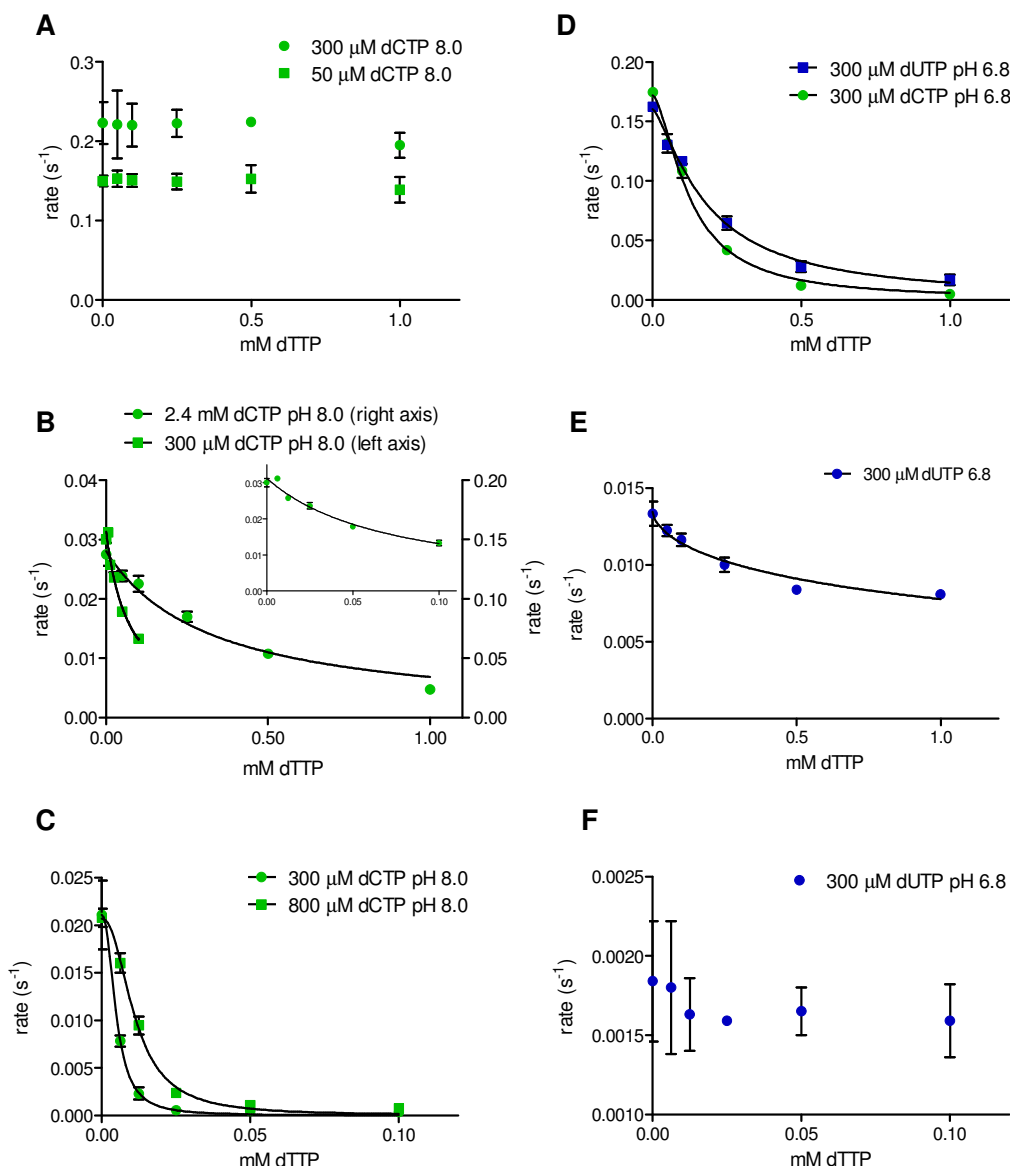 A
300 μM dCTP 8.0
50 μM dCTP 8.0
0.3
0.2
0.1
0.0
rate (s-1)
0.0 0.5 1.0
mM dTTP
D
300 μM dUTP pH 6.8
300 μM dCTP pH 6.8
0.20
0.15
0.10
0.05
0.00
rate (s-1)
0.0 0.5 1.0
mM dTTP
B
2.4 mM dCTP pH 8.0 (right axis)
300 μM dCTP pH 8.0 (left axis)
0.04
0.03
0.02
0.01
0.00
rate (s-1)
0.03
0.02
0.01
0.00
0.00 0.05 0.10
0.20
0.15
0.10
0.05
0.00
rate (s-1)
0.00 0.50 1.00
mM dTTP
E
300 μM dUTP 6.8
0.015
0.010
0.005
0.000
rate (s-1)
0.0 0.5 1.0
mM dTTP
C
300 μM dCTP pH 8.0
800 μM dCTP pH 8.0
0.025
0.020
0.015
0.010
0.005
0.000
rate (s-1)
0.00 0.05 0.10
mM dTTP
F
300 μM dUTP pH 6.8
0.0025
0.0020
0.0015
0.0010
rate (s-1)
0.00 0.05 0.10
mM dTTP